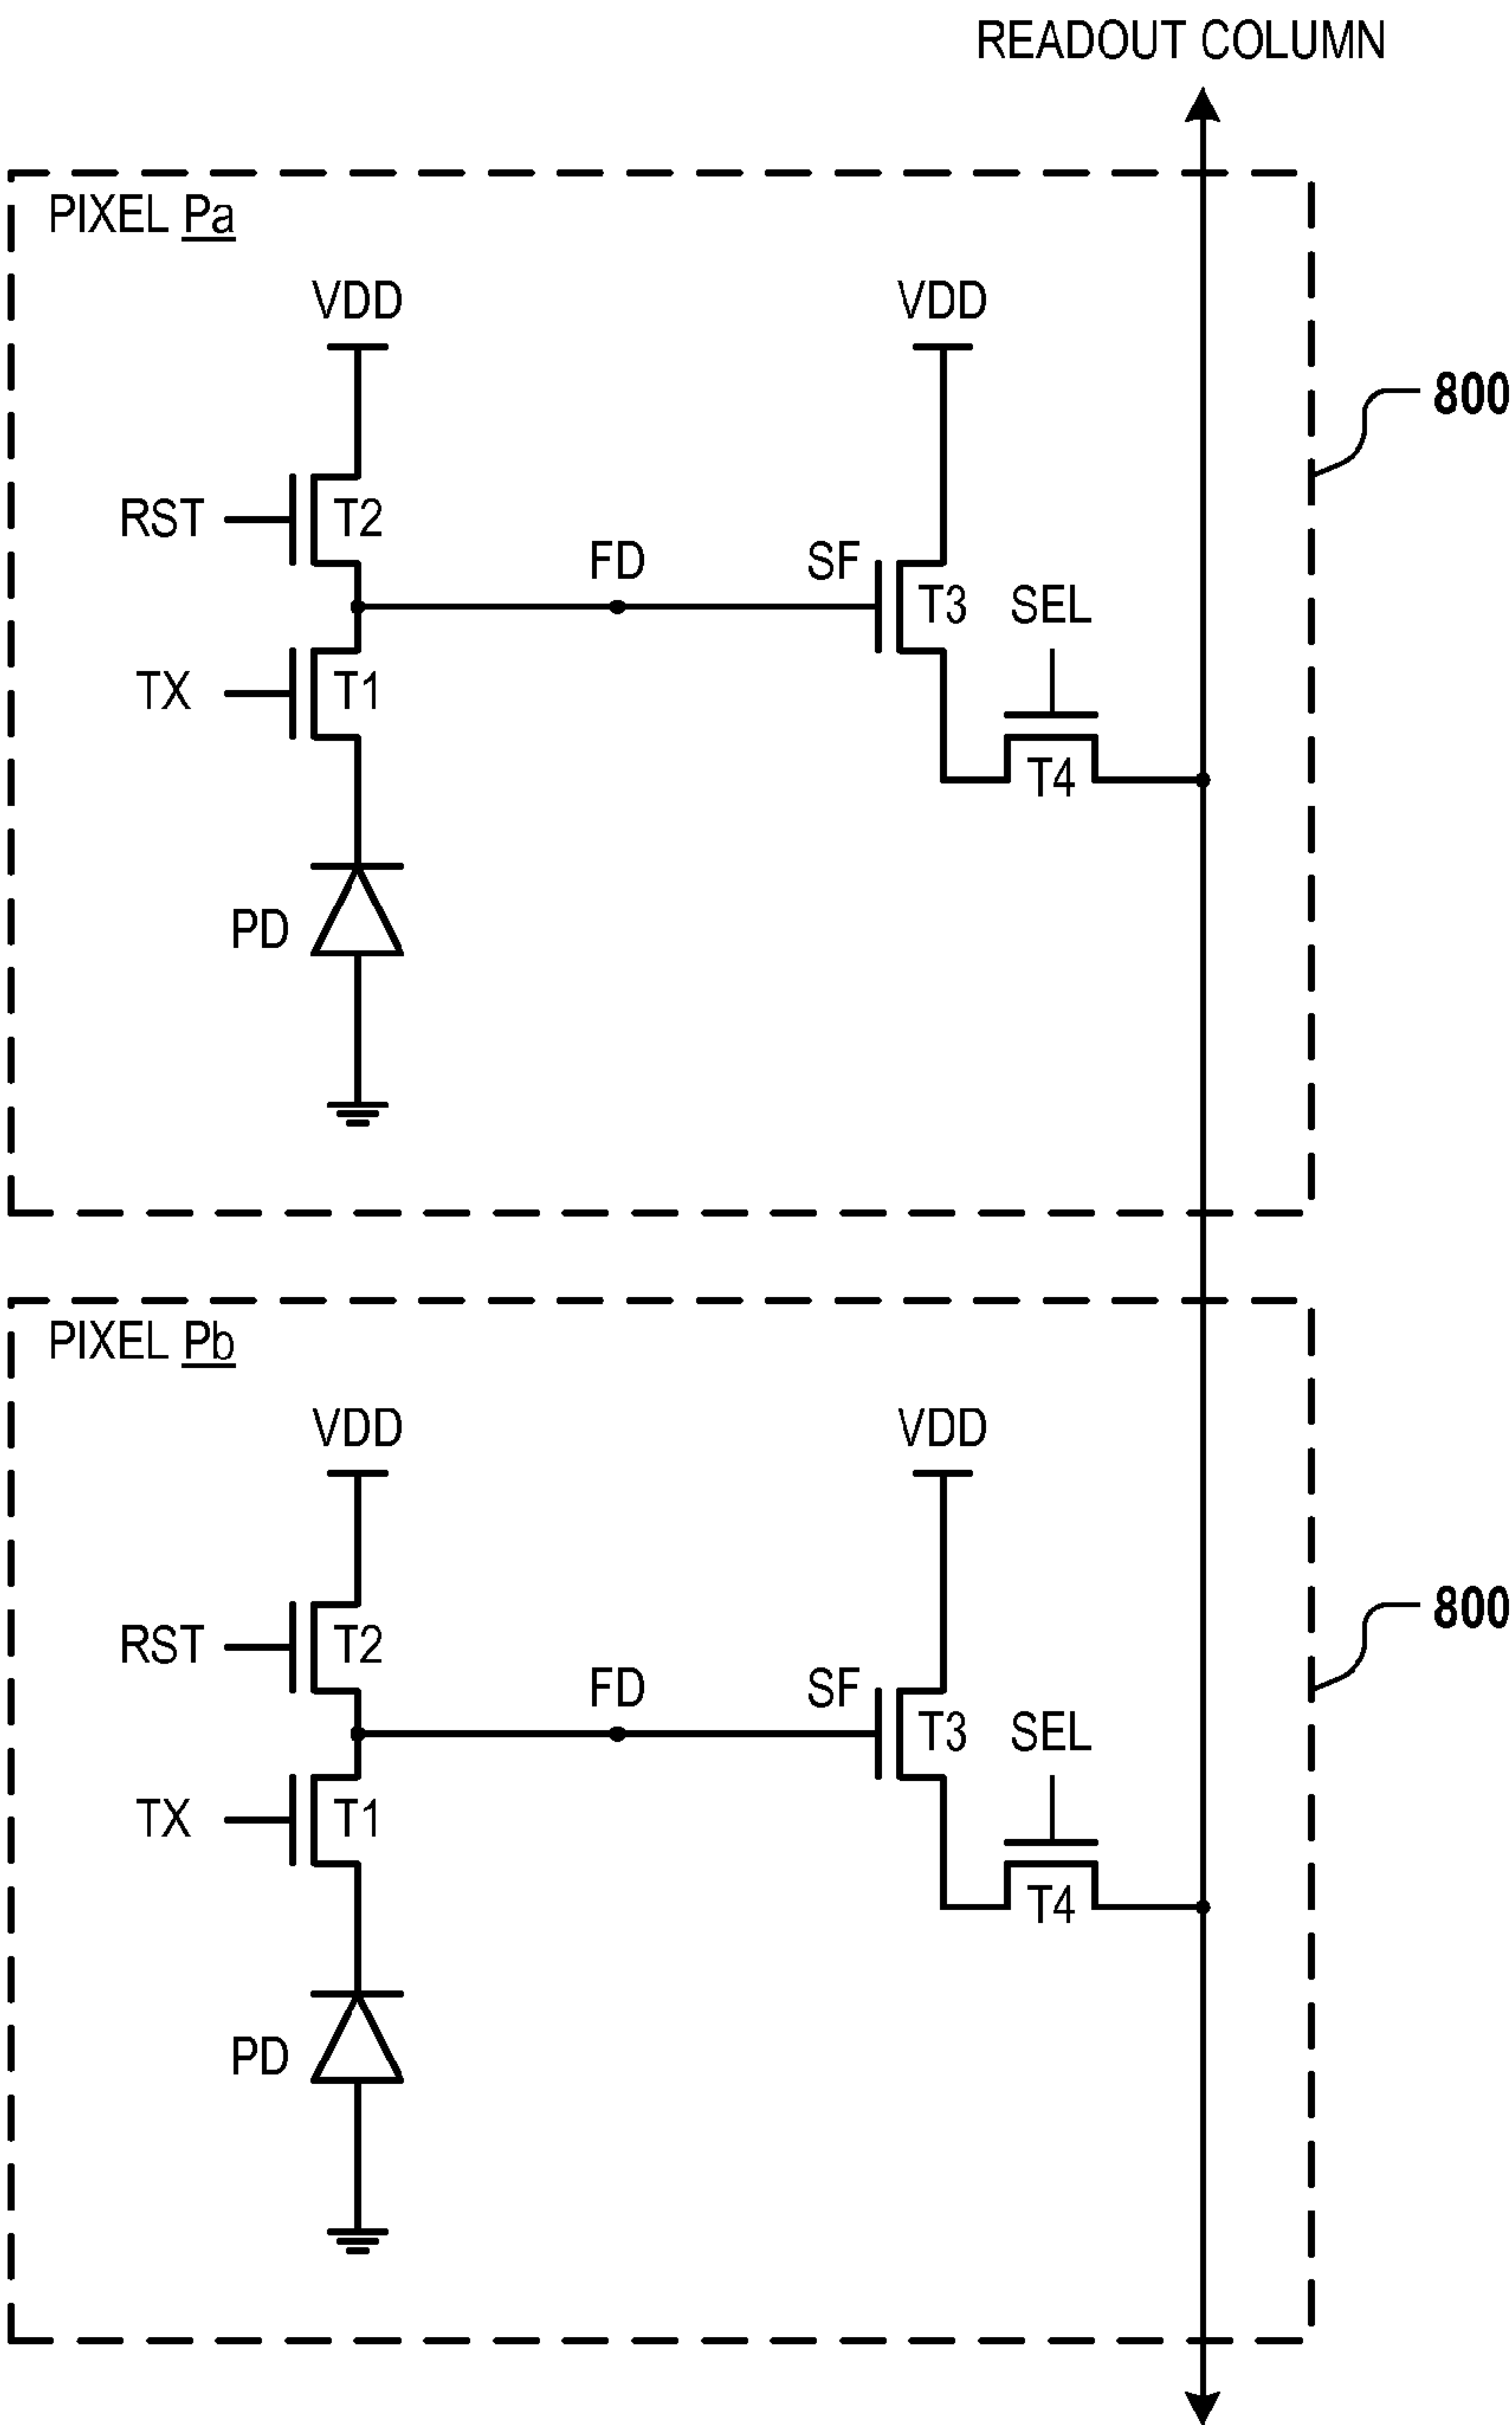 READOUT COLUMN
PIXEL Pa
VDD
VDD
800
RST
T2
FD
SF
T3
SEL
TX
T1
T4
PD
PIXEL Pb
VDD
VDD
800
RST
T2
FD
SF
T3
SEL
TX
T1
T4
PD